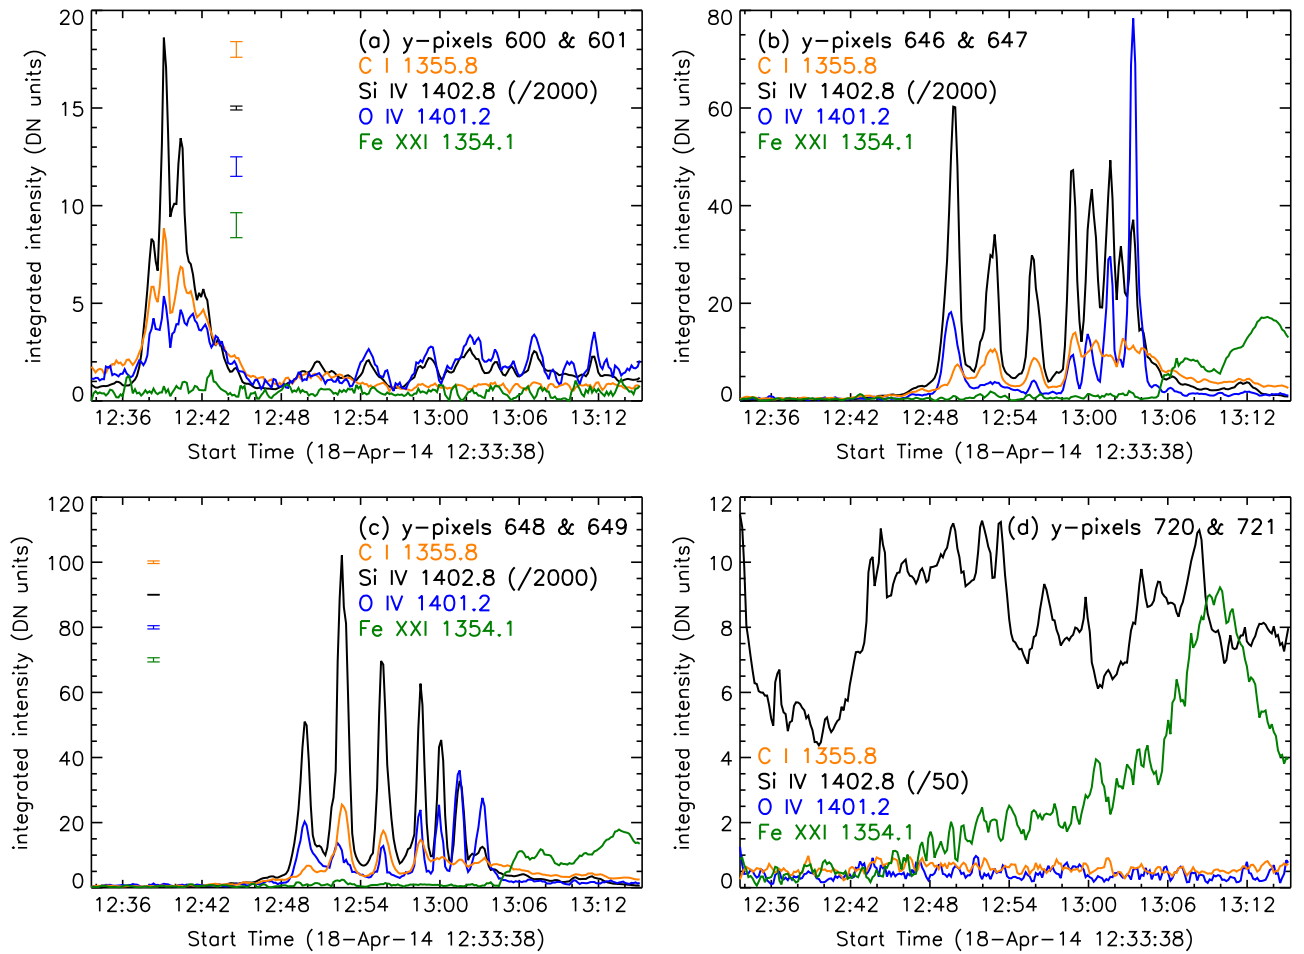 (a) y-pixels 600 & 601
C I 1355.8
Si IV 1402.8 (/2000)
O IV 1401.2
Fe XXI 1354.1
integrated intensity (DN units)
20
15
10
5
0
12:36 12:42 12:48 12:54 13:00 13:06 13:12
Start Time (18-Apr-14 12:33:38)
(b) y-pixels 646 & 647
C I 1355.8
Si IV 1402.8 (/2000)
O IV 1401.2
Fe XXI 1354.1
integrated intensity (DN units)
80
60
40
20
0
12:36 12:42 12:48 12:54 13:00 13:06 13:12
Start Time (18-Apr-14 12:33:38)
(c) y-pixels 648 & 649
C I 1355.8
Si IV 1402.8 (/2000)
O IV 1401.2
Fe XXI 1354.1
integrated intensity (DN units)
120
100
80
60
40
20
0
12:36 12:42 12:48 12:54 13:00 13:06 13:12
Start Time (18-Apr-14 12:33:38)
(d) y-pixels 720 & 721
C I 1355.8
Si IV 1402.8 (/50)
O IV 1401.2
Fe XXI 1354.1
integrated intensity (DN units)
12
10
8
6
4
2
0
12:36 12:42 12:48 12:54 13:00 13:06 13:12
Start Time (18-Apr-14 12:33:38)